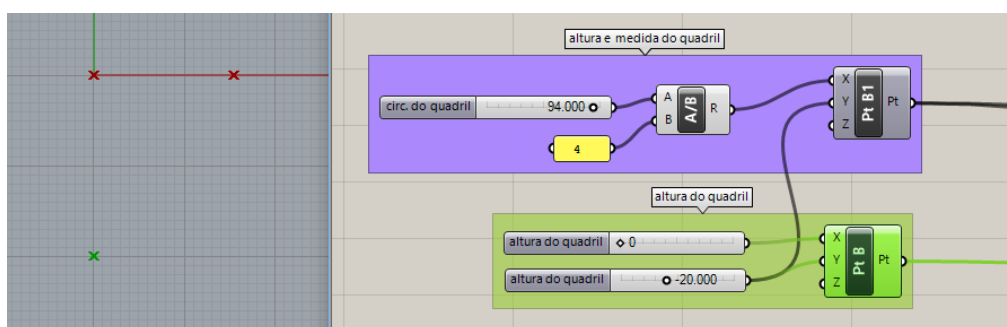 altura e medida do quadril
circ. do quadril 94.000
A
B
A/B
R
4
X
Y
Z
Pt B1
Pt
altura do quadril
altura do quadril 0
altura do quadril -20.000
X
Y
Z
Pt B
Pt